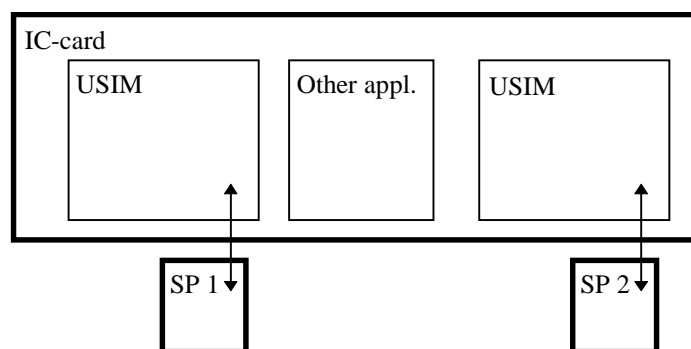 IC-card
USIM
Other appl.
USIM
SP 1
SP 2